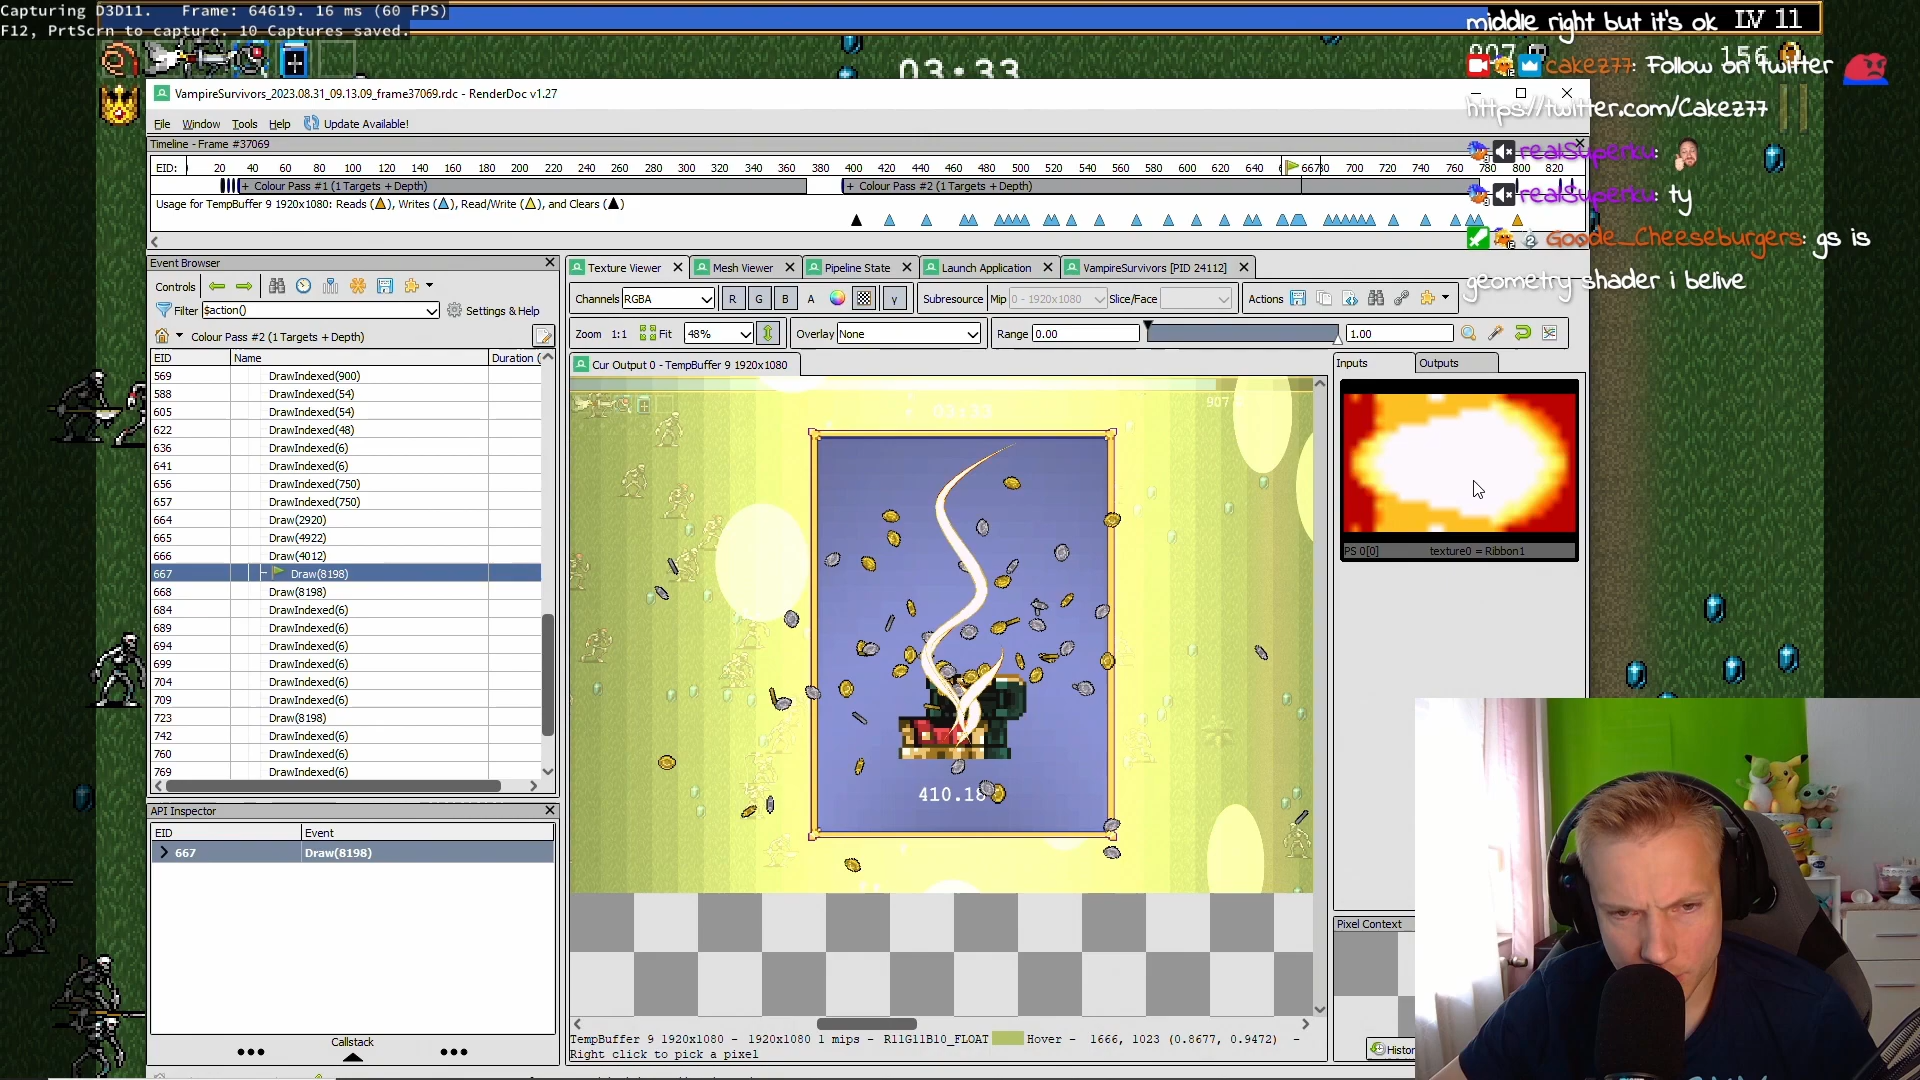 Capturing D3D11. Frame: 64619. 16 ms (60 FPS)
F12, PrtScrn to capture. 10 Captures saved.
middle right but it's ok
LV 11
907
156
03:33
cakez77: Follow on twitter
https://twitter.com/Cakez77
realSuperku:
realSuperku: ty
Goode_Cheeseburgers: gs is
geometry shader i belive
VampireSurvivors_2023.08.31_09.13.09_frame37069.rdc - RenderDoc v1.27
File Window Tools Help Update Available!
Timeline - Frame #37069
EID: 20 40 60 80 100 120 140 160 180 200 220 240 260 280 300 320 340 360 380 400 420 440 460 480 500 520 540 560 580 600 620 640 667 700 720 740 760 780 800 820
+ Colour Pass #1 (1 Targets + Depth)
+ Colour Pass #2 (1 Targets + Depth)
Usage for TempBuffer 9 1920x1080: Reads ( ), Writes ( ), Read/Write ( ), and Clears ( )
Event Browser
Controls
Filter $action() Settings & Help
Colour Pass #2 (1 Targets + Depth)
EID Name Duration (
569 DrawIndexed(900)
588 DrawIndexed(54)
605 DrawIndexed(54)
622 DrawIndexed(48)
636 DrawIndexed(6)
641 DrawIndexed(6)
656 DrawIndexed(750)
657 DrawIndexed(750)
664 Draw(2920)
665 Draw(4922)
666 Draw(4012)
667 Draw(8198)
668 Draw(8198)
684 DrawIndexed(6)
689 DrawIndexed(6)
694 DrawIndexed(6)
699 DrawIndexed(6)
704 DrawIndexed(6)
709 DrawIndexed(6)
723 Draw(8198)
742 DrawIndexed(6)
760 DrawIndexed(6)
769 DrawIndexed(6)
API Inspector
EID Event
667 Draw(8198)
Callstack
Texture Viewer Mesh Viewer Pipeline State Launch Application VampireSurvivors [PID 24112]
Channels RGBA R G B A γ Subresource Mip 0 - 1920x1080 Slice/Face Actions
Zoom 1:1 Fit 48% Overlay None Range 0.00 1.00
Cur Output 0 - TempBuffer 9 1920x1080
03:33
907
410.18
Inputs Outputs
PS 0[0] texture0 = Ribbon1
Pixel Context
Histor
TempBuffer 9 1920x1080 - 1920x1080 1 mips - R11G11B10_FLOAT Hover - 1666, 1023 (0.8677, 0.9472) -
Right click to pick a pixel